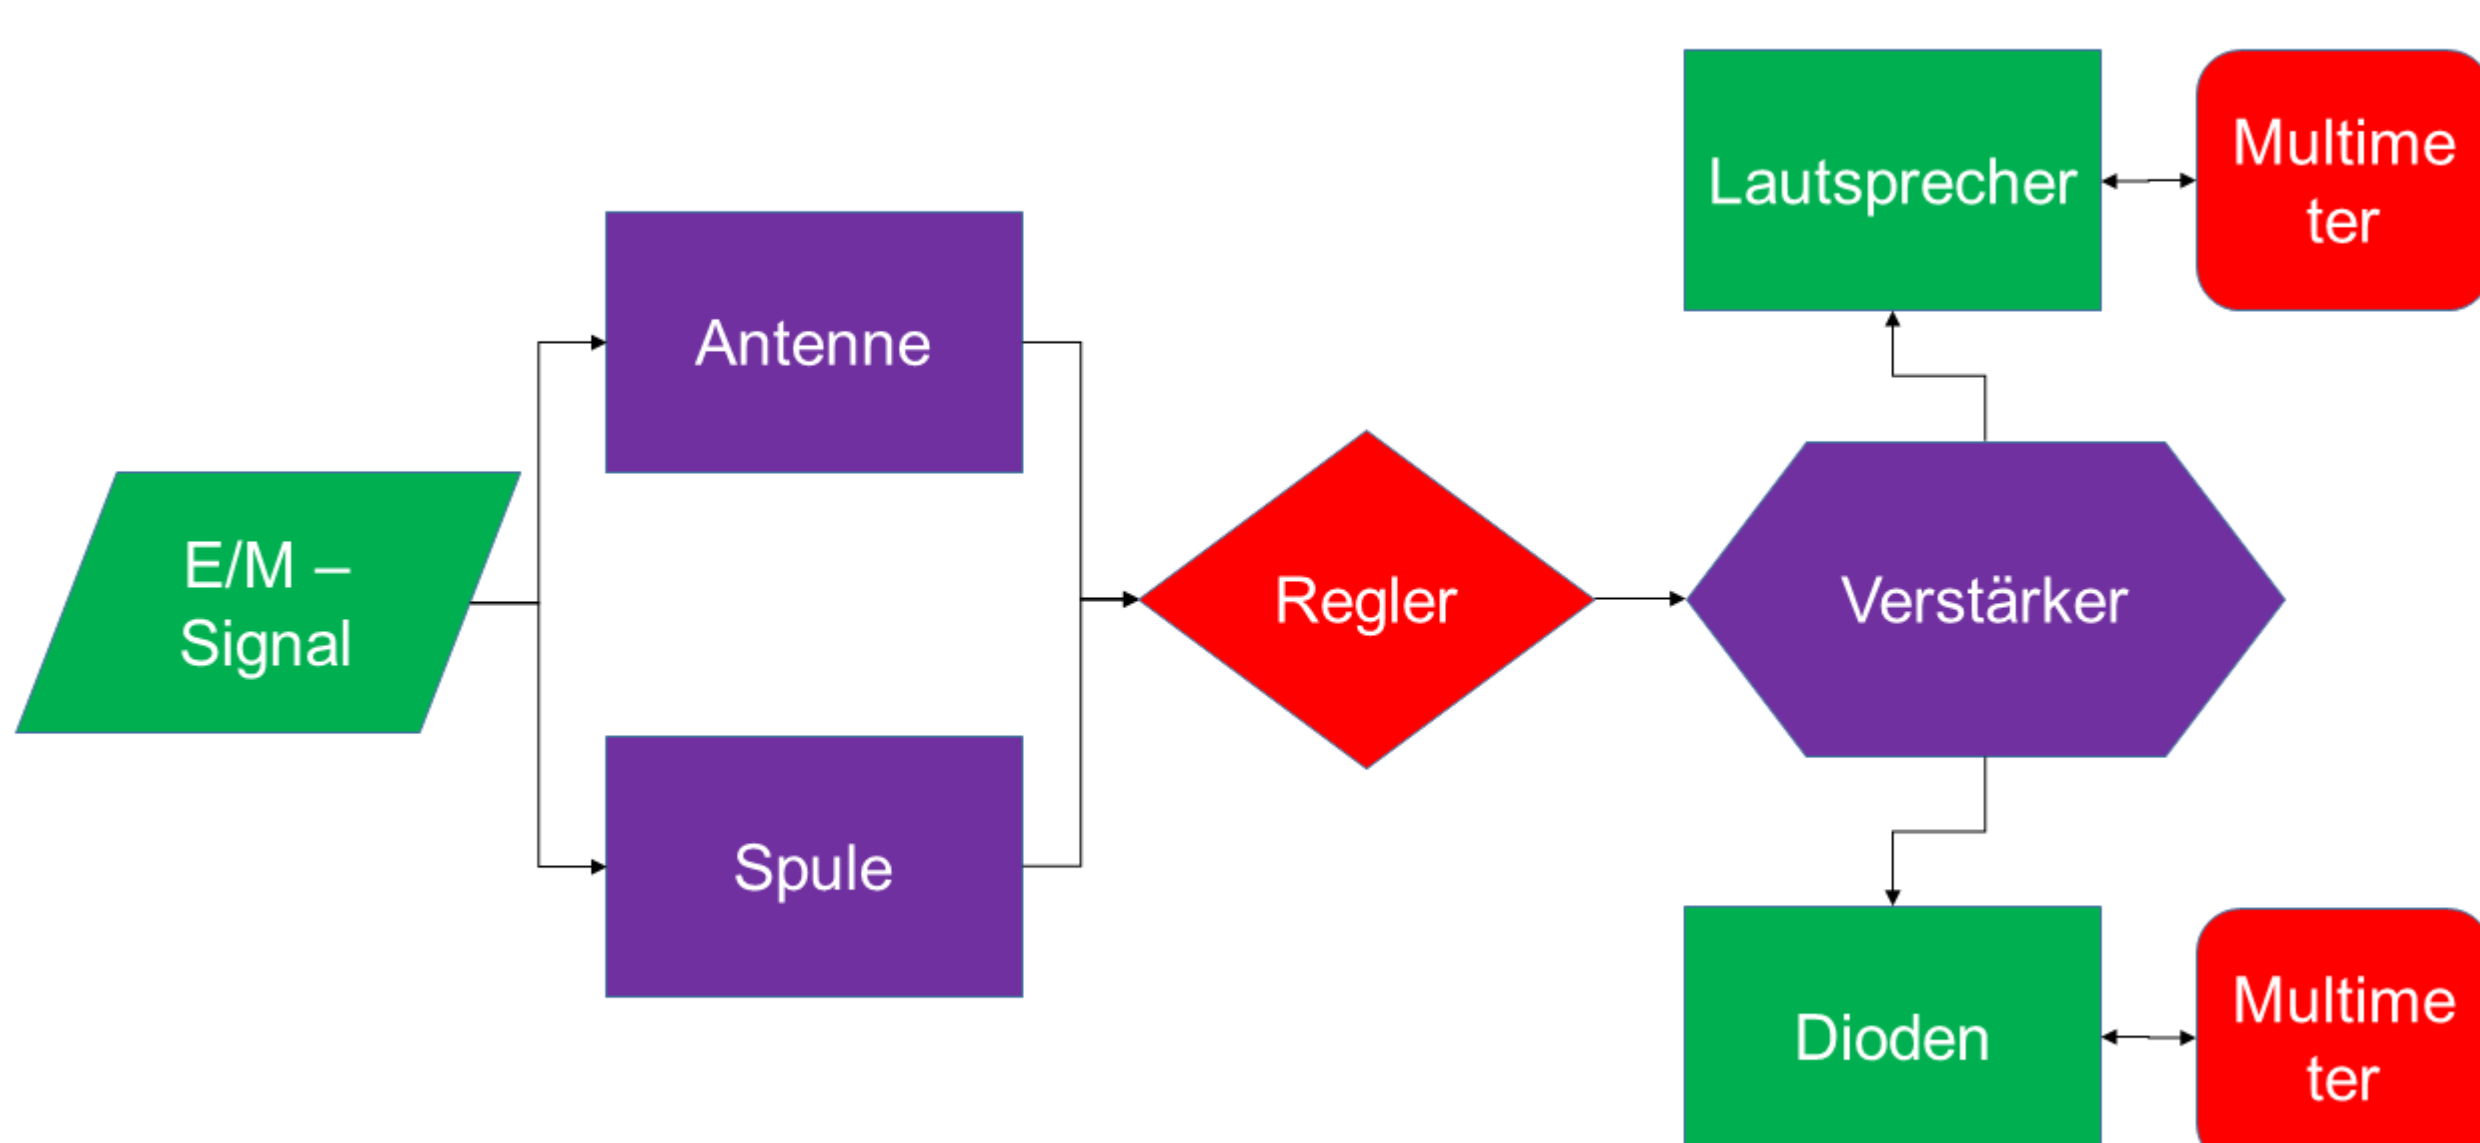 E/M –
Signal
Antenne
Spule
Regler
Verstärker
Lautsprecher
Multime
ter
Dioden
Multime
ter